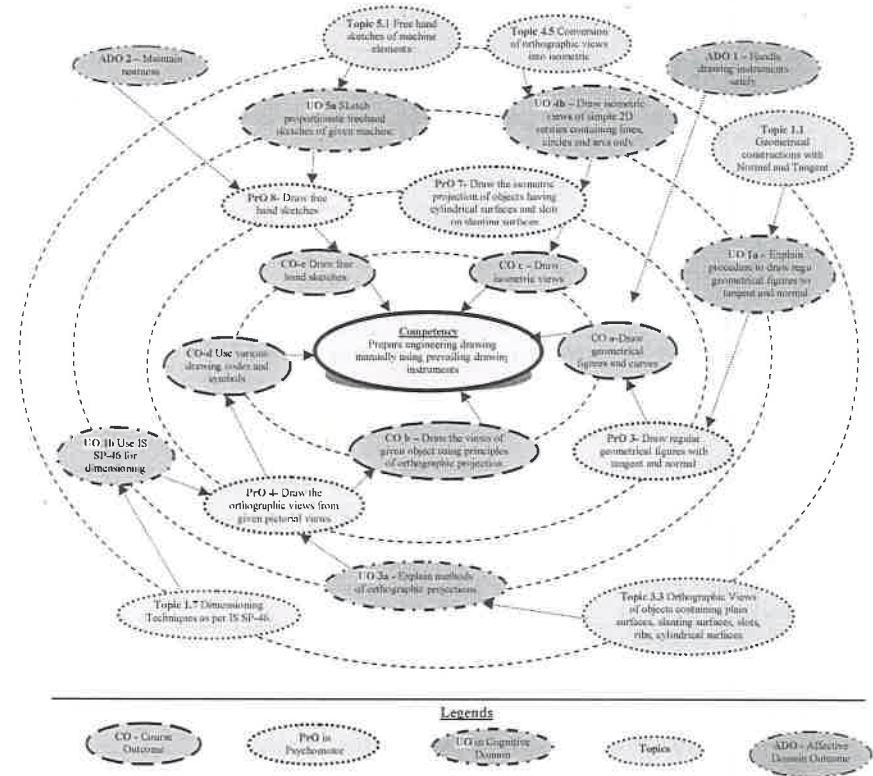 Topic 5.1 Free hand
sketches of machine
elements
Topic 4.5 Conversion
of orthographic views
into isometric
ADO 2 – Maintain
neatness
ADO 1 – Handle
drawing instruments
safely
UO 5a Sketch
proportionate freehand
sketches of given machine
UO 4b – Draw isometric
views of simple 2D
entities containing lines,
circles and arcs only.
Topic 1.1
Geometrical
constructions with
Normal and Tangent
PrO 8- Draw free
hand sketches
PrO 7- Draw the isometric
projection of objects having
cylindrical surfaces and slots
on slanting surfaces
CO-e Draw free
hand sketches
CO c – Draw
isometric views
UO 1a – Explain
procedure to draw regu
geometrical figures to
tangent and normal
Competency
Prepare engineering drawing
manually using prevailing drawing
instruments
CO-d Use various
drawing codes and
symbols
CO a-Draw
geometrical
figures and curves
UO 1b Use IS
SP-46 for
dimensioning
CO b – Draw the views of
given object using principles
of orthographic projection
PrO 3- Draw regular
geometrical figures with
tangent and normal
PrO 4- Draw the
orthographic views from
given pictorial views
UO 3a - Explain methods
of orthographic projections
Topic 1.7 Dimensioning
Techniques as per IS SP-46
Topic 3.3 Orthographic Views
of objects containing plain
surfaces, slanting surfaces, slots,
ribs, cylindrical surfaces
Legends
CO - Course
Outcome
PrO in
Psychomotor
UO in Cognitive
Domain
Topics
ADO - Affective
Domain Outcome